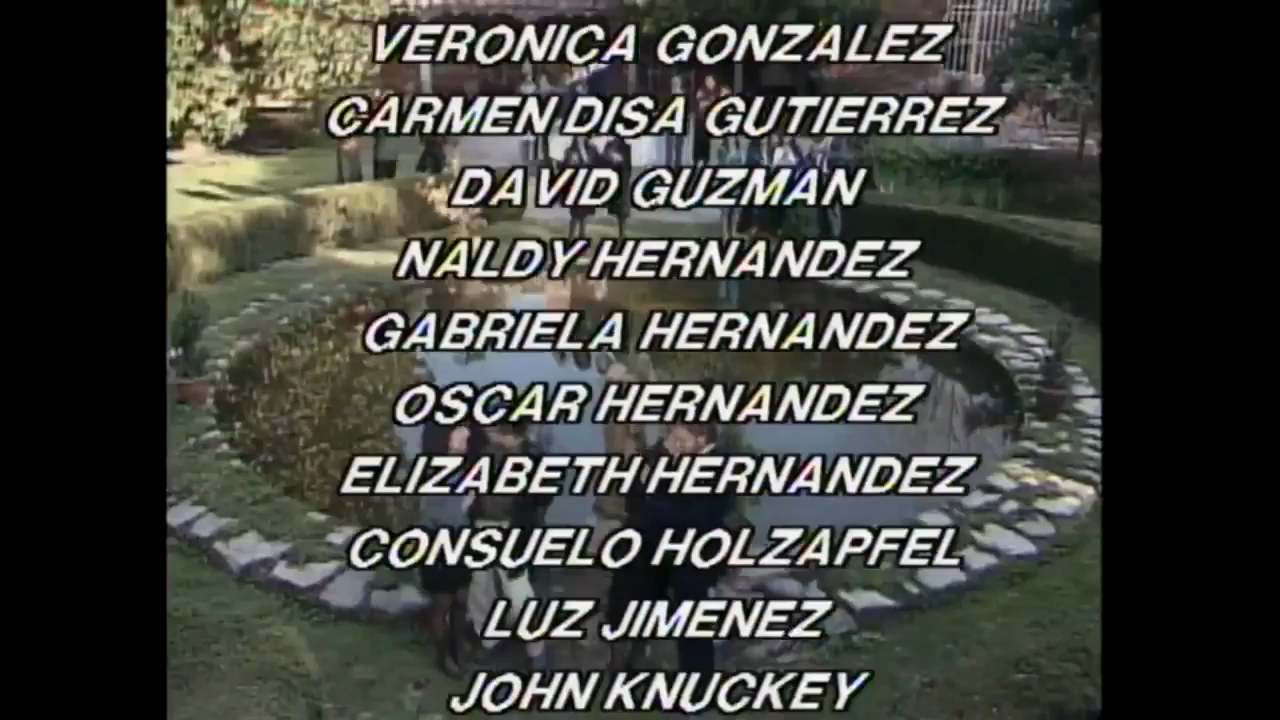 VERONICA GONZALEZ
CARMEN DISA GUTIERREZ
DAVID GUZMAN
NALDY HERNANDEZ
GABRIELA HERNANDEZ
OSCAR HERNANDEZ
ELIZABETH HERNANDEZ
CONSUELO HOLZAPFEL
LUZ JIMENEZ
JOHN KNUCKEY